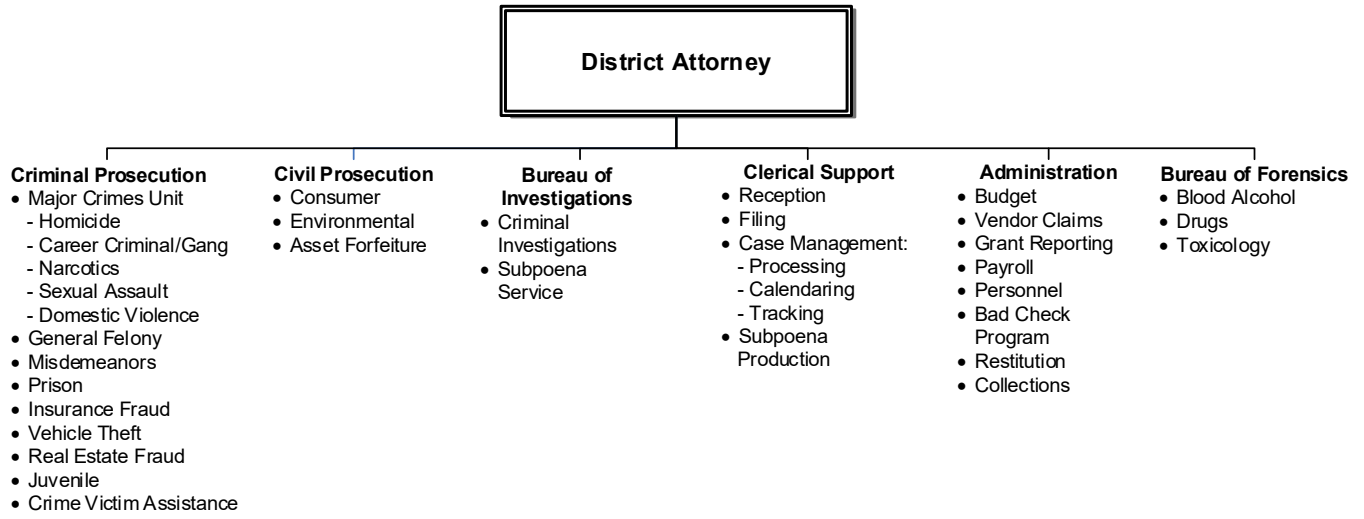 District Attorney
Criminal Prosecution
• Major Crimes Unit
- Homicide
- Career Criminal/Gang
- Narcotics
- Sexual Assault
- Domestic Violence
• General Felony
• Misdemeanors
• Prison
• Insurance Fraud
• Vehicle Theft
• Real Estate Fraud
• Juvenile
• Crime Victim Assistance
Civil Prosecution
• Consumer
• Environmental
• Asset Forfeiture
Bureau of
Investigations
• Criminal
Investigations
• Subpoena
Service
Clerical Support
• Reception
• Filing
• Case Management:
- Processing
- Calendaring
- Tracking
• Subpoena
Production
Administration
• Budget
• Vendor Claims
• Grant Reporting
• Payroll
• Personnel
• Bad Check
Program
• Restitution
• Collections
Bureau of Forensics
• Blood Alcohol
• Drugs
• Toxicology